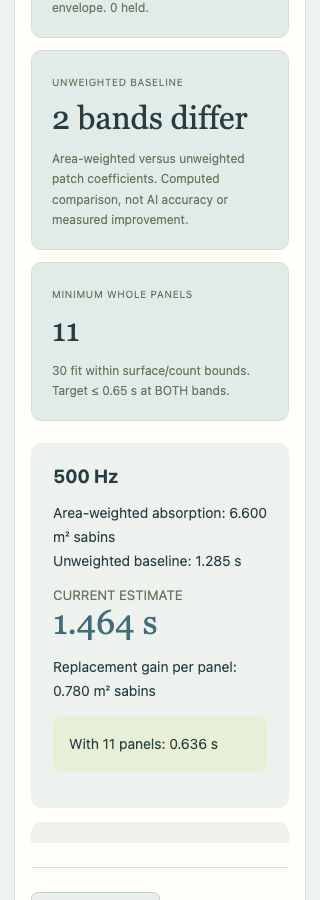 envelope. 0 held.
UNWEIGHTED BASELINE
2 bands differ
Area-weighted versus unweighted
patch coefficients. Computed
comparison, not AI accuracy or
measured improvement.
MINIMUM WHOLE PANELS
11
30 fit within surface/count bounds.
Target ≤ 0.65 s at BOTH bands.
500 Hz
Area-weighted absorption: 6.600
m² sabins
Unweighted baseline: 1.285 s
CURRENT ESTIMATE
1.464 s
Replacement gain per panel:
0.780 m² sabins
With 11 panels: 0.636 s